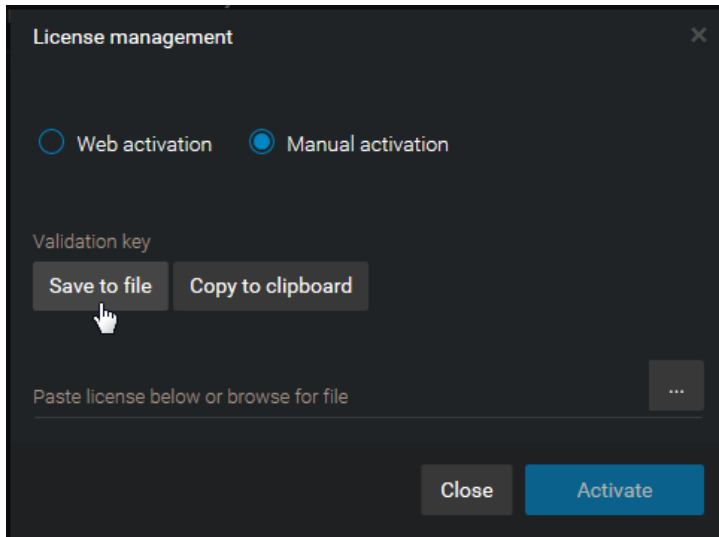 License management
×
Web activation Manual activation
Validation key
Save to file Copy to clipboard
Paste license below or browse for file ...
Close Activate